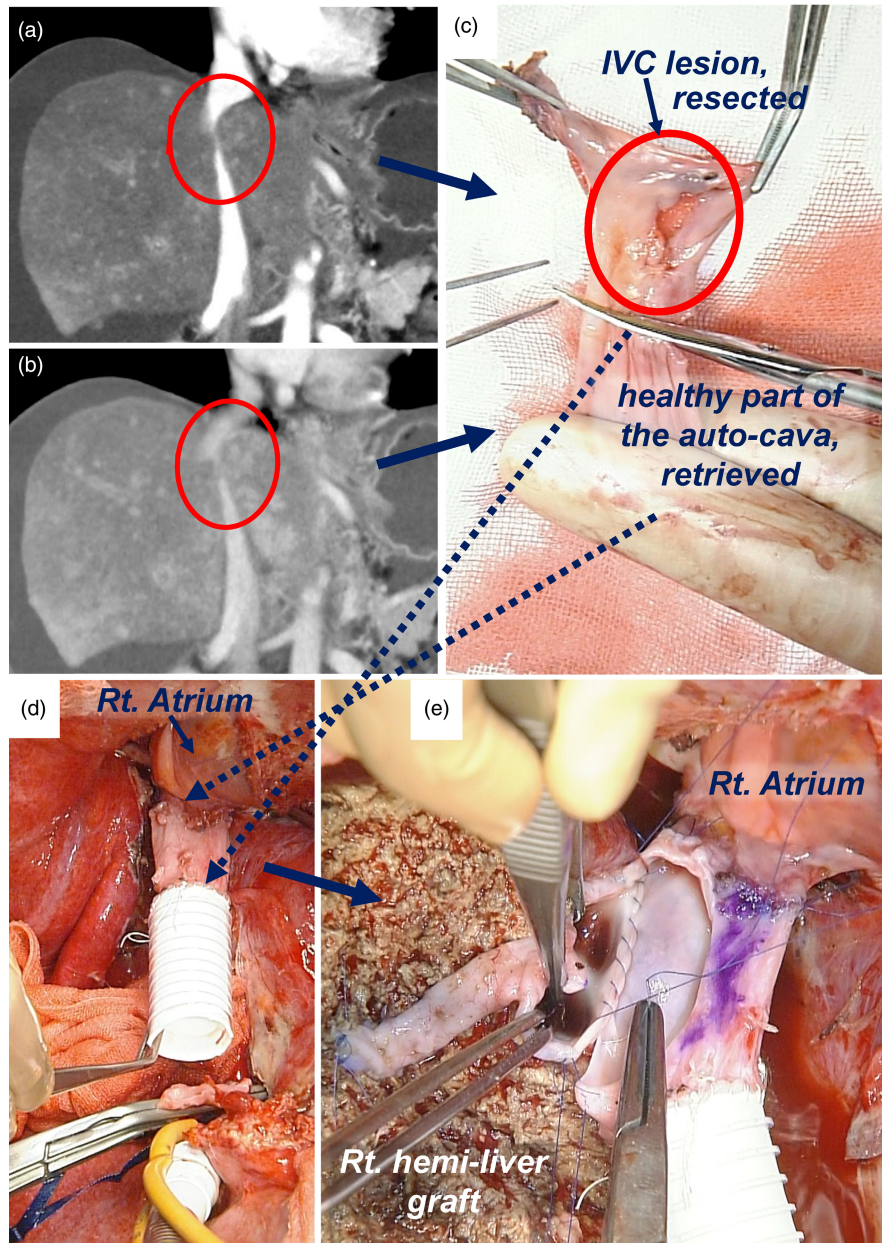 (a)
(b)
(c)
IVC lesion,
resected
healthy part of
the auto-cava,
retrieved
(d)
Rt. Atrium
(e)
Rt. Atrium
Rt. hemi-liver
graft